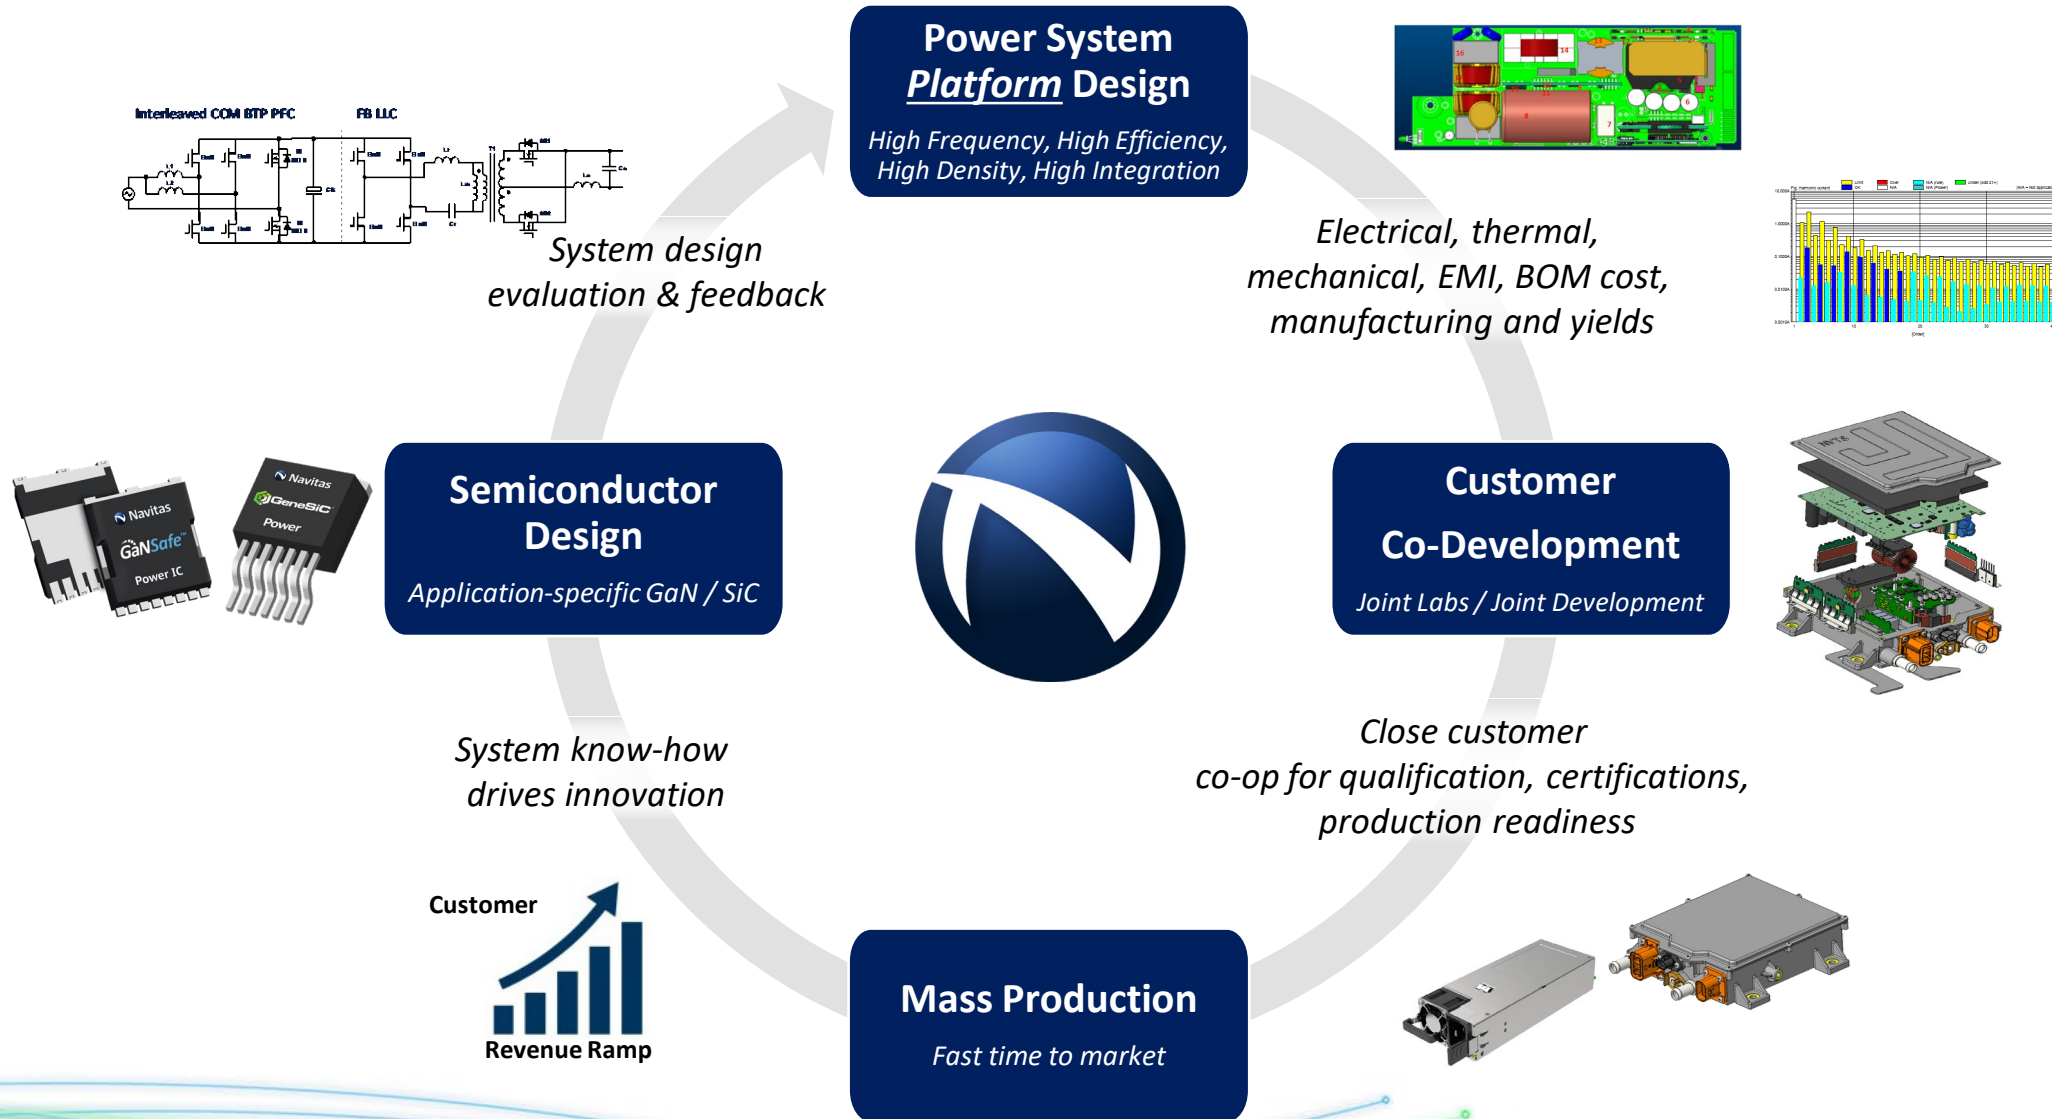 Power System
Platform Design
High Frequency, High Efficiency,
High Density, High Integration
Interleaved COM BTP PFC
FB LLC
System design
evaluation & feedback
Electrical, thermal,
mechanical, EMI, BOM cost,
manufacturing and yields
Semiconductor
Design
Application-specific GaN / SiC
Navitas
GaNSafe™
Power IC
Navitas
GeneSiC
Power
Customer
Co-Development
Joint Labs / Joint Development
System know-how
drives innovation
Close customer
co-op for qualification, certifications,
production readiness
Customer
Revenue Ramp
Mass Production
Fast time to market